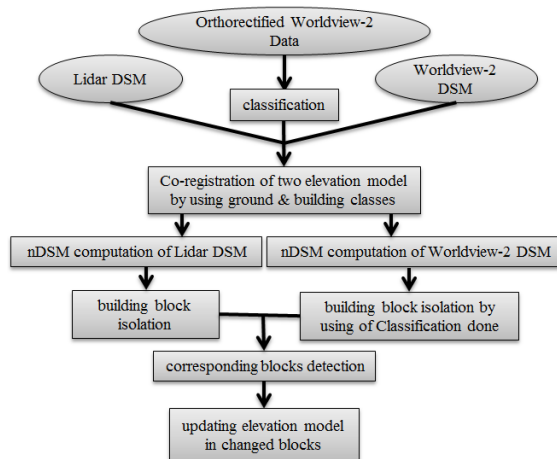 Orthorectified Worldview-2
Data
Lidar DSM
Worldview-2
DSM
classification
Co-registration of two elevation model
by using ground & building classes
nDSM computation of Lidar DSM
nDSM computation of Worldview-2 DSM
building block
isolation
building block isolation by
using of Classification done
corresponding blocks detection
updating elevation model
in changed blocks